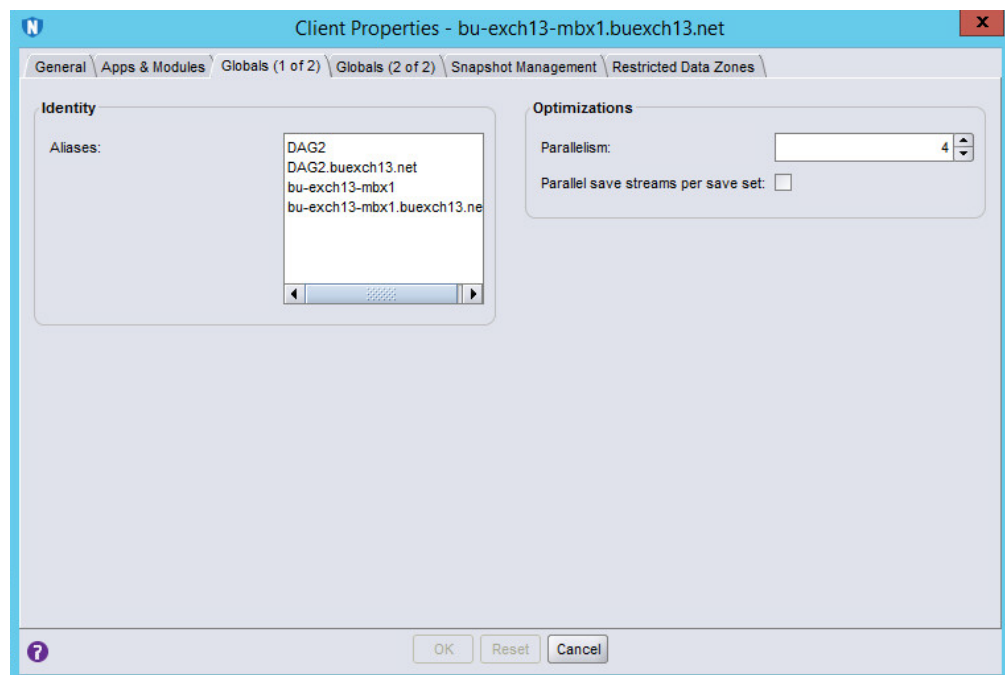 Client Properties - bu-exch13-mbx1.buexch13.net
x
General Apps & Modules Globals (1 of 2) Globals (2 of 2) Snapshot Management Restricted Data Zones
Identity
Aliases:
DAG2
DAG2.buexch13.net
bu-exch13-mbx1
bu-exch13-mbx1.buexch13.ne
Optimizations
Parallelism:
4
Parallel save streams per save set:
?
OK Reset Cancel